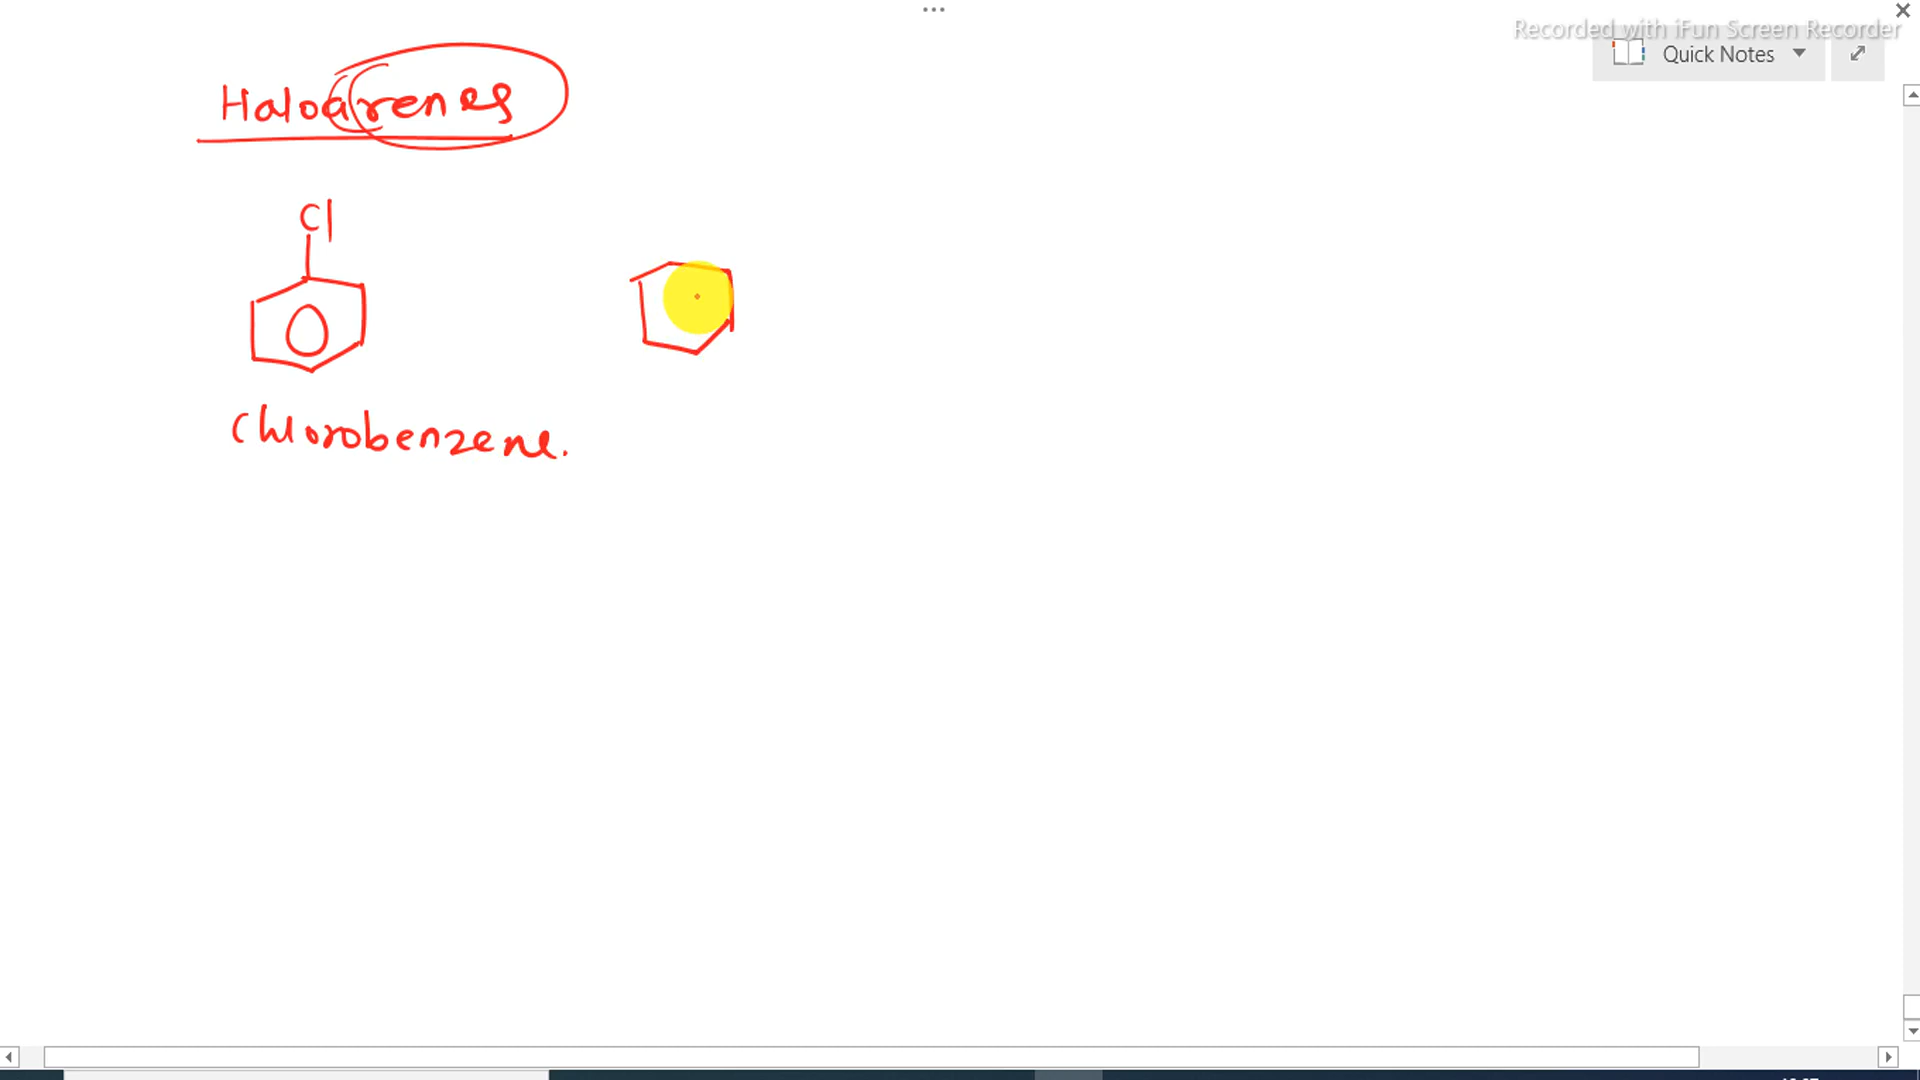 Recorded with iFun Screen Recorder
Quick Notes
Haloarenes
Cl
Chlorobenzene.